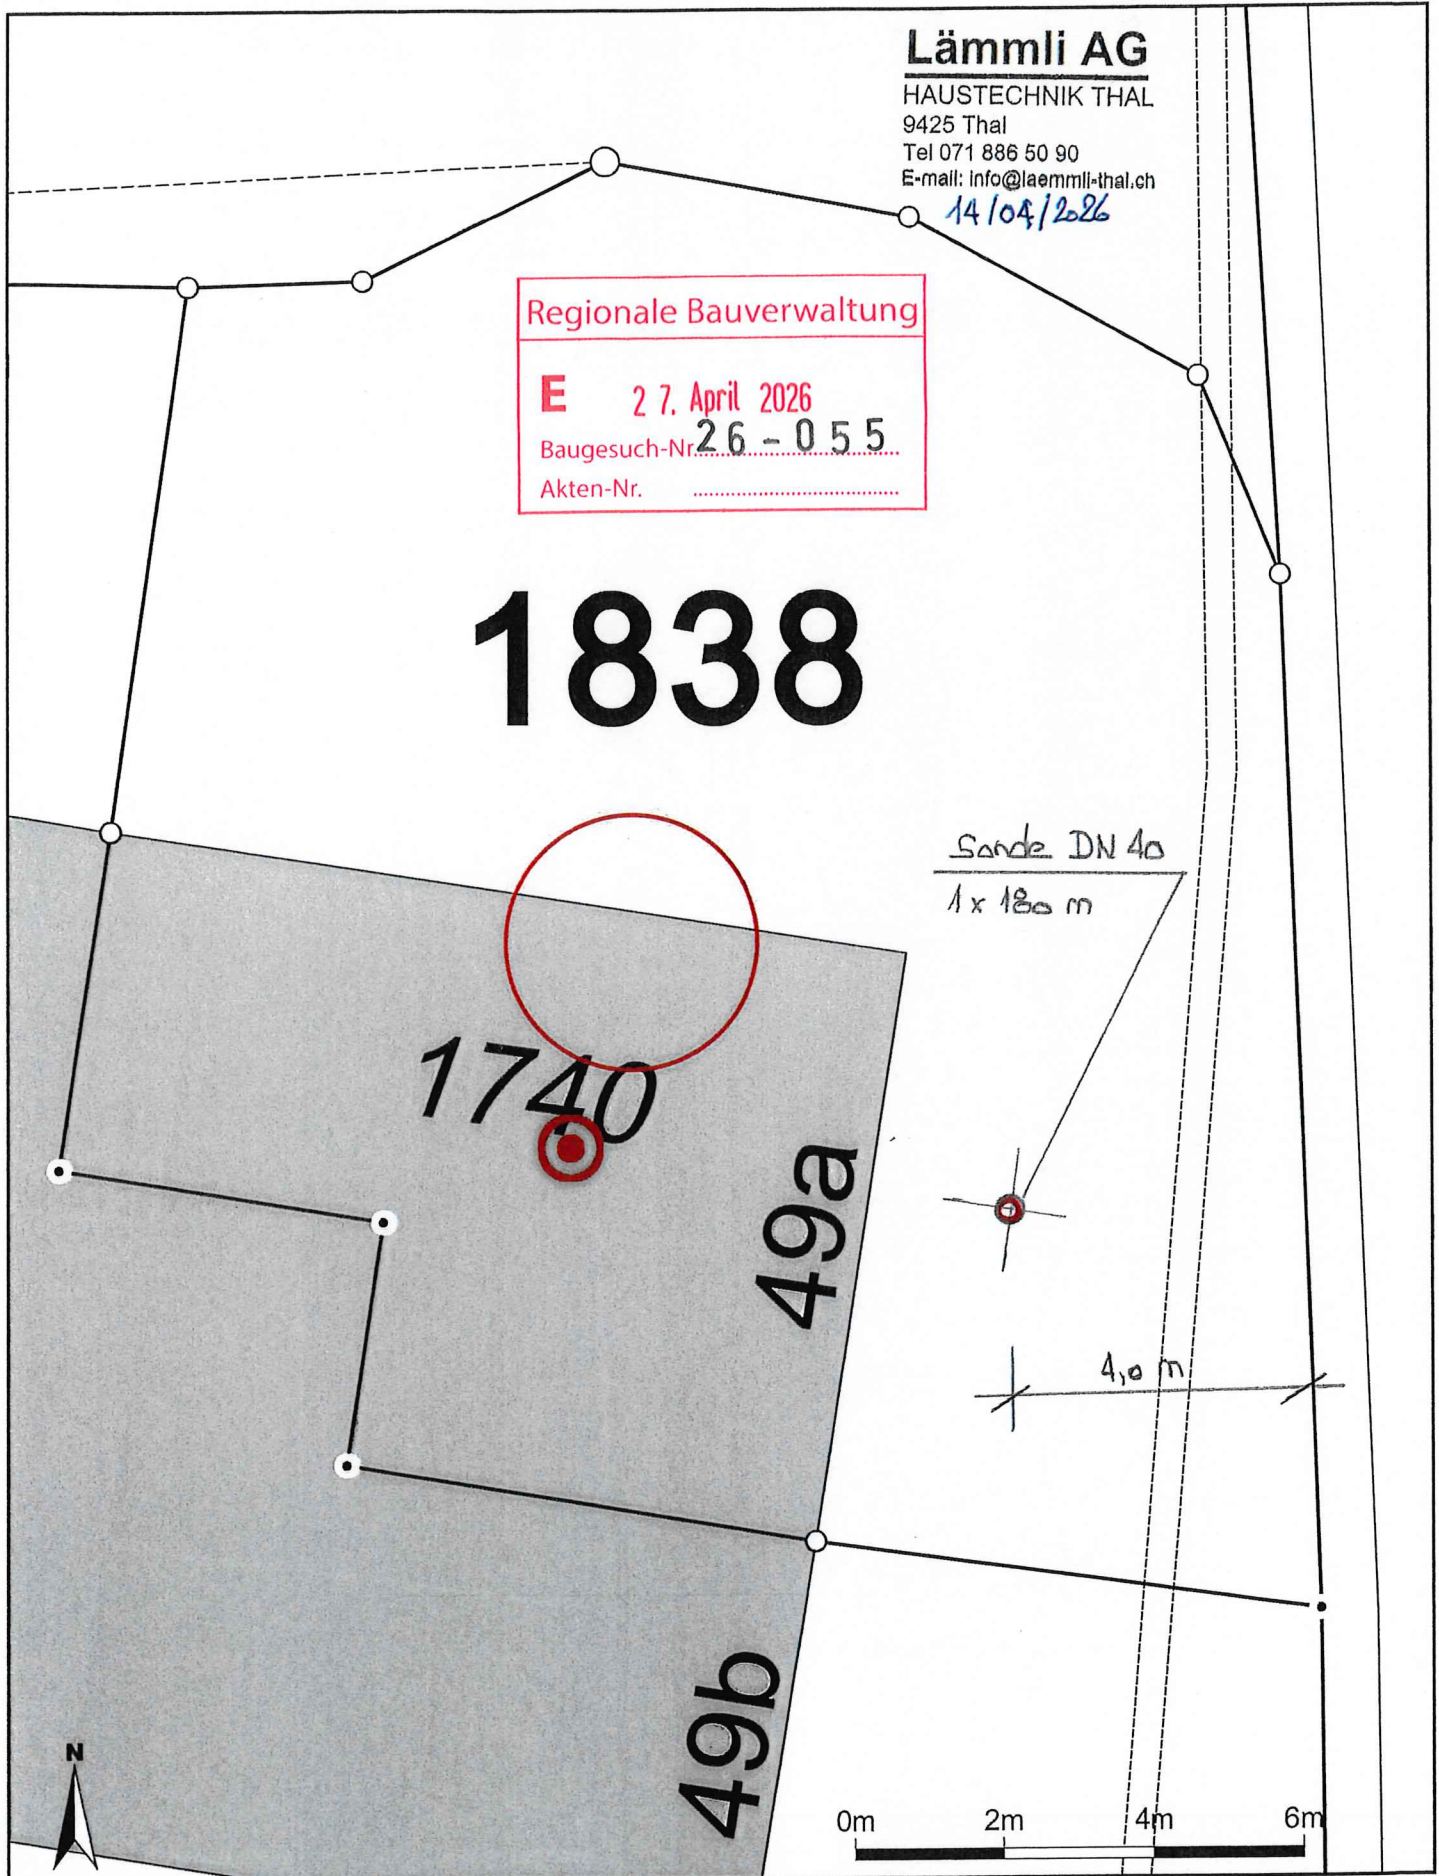 Lämmli AG
HAUSTECHNIK THAL
9425 Thal
Tel 071 886 50 90
E-mail: info@laemmli-thal.ch
14/04/2026
Regionale Bauverwaltung
E 27. April 2026
Baugesuch-Nr. 26-055
Akten-Nr.
1838
Sonde DN 40
1 x 180 m
1740
49a
4,0 m
49b
N
0m 2m 4m 6m